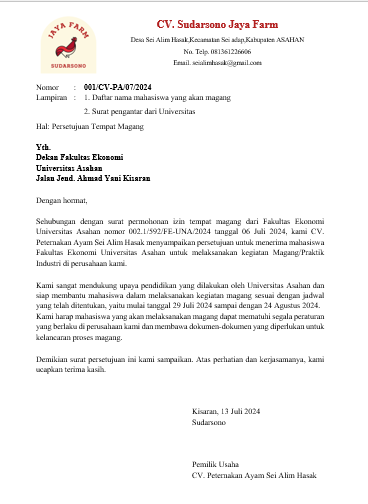 JAYA FARM
SUDARSONO
CV. Sudarsono Jaya Farm
Desa Sei Alim Hasak,Kecamatan Sei adap,Kabupaten ASAHAN
No. Telp. 081361226606
Email. seialimhasak@gmail.com
Nomor : 001/CV-PA/07/2024
Lampiran : 1. Daftar nama mahasiswa yang akan magang
2. Surat pengantar dari Universitas
Hal: Persetujuan Tempat Magang
Yth.
Dekan Fakultas Ekonomi
Universitas Asahan
Jalan Jend. Ahmad Yani Kisaran
Dengan hormat,
Sehubungan dengan surat permohonan izin tempat magang dari Fakultas Ekonomi
Universitas Asahan nomor 002.1/592/FE-UNA/2024 tanggal 06 Juli 2024, kami CV.
Peternakan Ayam Sei Alim Hasak menyampaikan persetujuan untuk menerima mahasiswa
Fakultas Ekonomi Universitas Asahan untuk melaksanakan kegiatan Magang/Praktik
Industri di perusahaan kami.
Kami sangat mendukung upaya pendidikan yang dilakukan oleh Universitas Asahan dan
siap membantu mahasiswa dalam melaksanakan kegiatan magang sesuai dengan jadwal
yang telah ditentukan, yaitu mulai tanggal 29 Juli 2024 sampai dengan 24 Agustus 2024.
Kami harap mahasiswa yang akan melaksanakan magang dapat mematuhi segala peraturan
yang berlaku di perusahaan kami dan membawa dokumen-dokumen yang diperlukan untuk
kelancaran proses magang.
Demikian surat persetujuan ini kami sampaikan. Atas perhatian dan kerjasamanya, kami
ucapkan terima kasih.
Kisaran, 13 Juli 2024
Sudarsono
Pemilik Usaha
CV. Peternakan Ayam Sei Alim Hasak